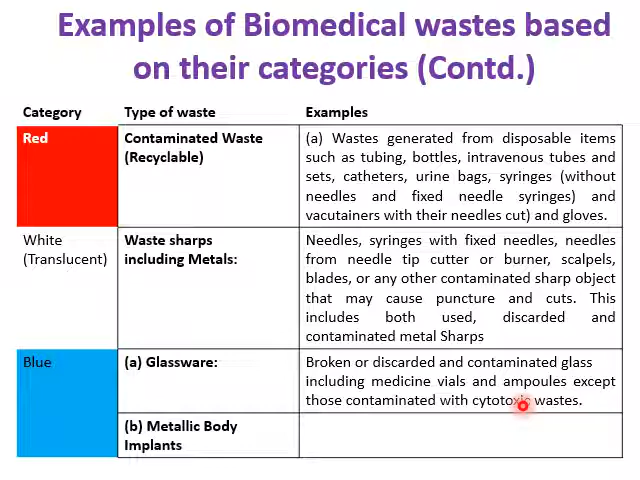 Examples of Biomedical wastes based
on their categories (Contd.)
Category Type of waste Examples
Red
Contaminated Waste
(Recyclable)
(a) Wastes generated from disposable items
such as tubing, bottles, intravenous tubes and
sets, catheters, urine bags, syringes (without
needles and fixed needle syringes) and
vacutainers with their needles cut) and gloves.
White
(Translucent)
Waste sharps
including Metals:
Needles, syringes with fixed needles, needles
from needle tip cutter or burner, scalpels,
blades, or any other contaminated sharp object
that may cause puncture and cuts. This
includes both used, discarded and
contaminated metal Sharps
Blue
(a) Glassware:
Broken or discarded and contaminated glass
including medicine vials and ampoules except
those contaminated with cytotoxic wastes.
(b) Metallic Body
Implants